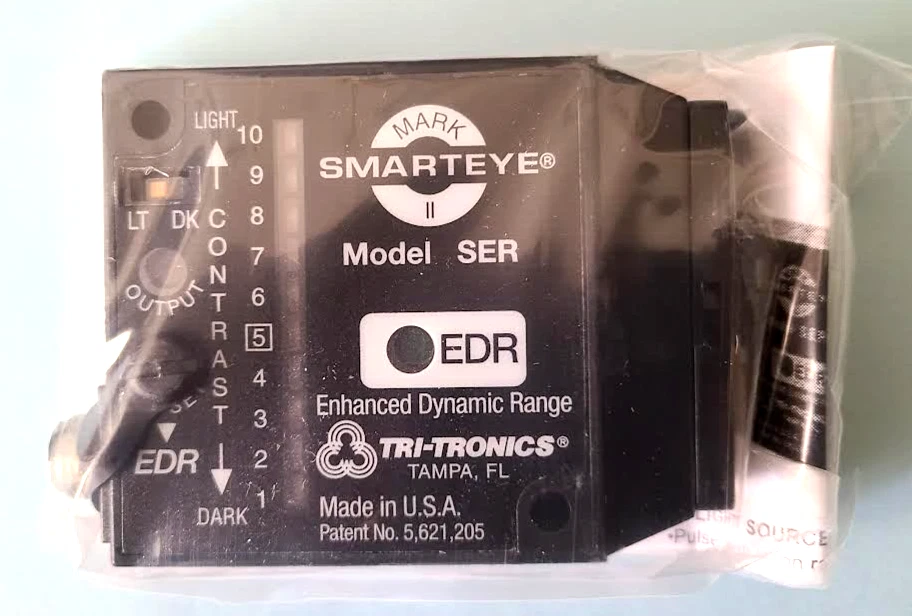 LIGHT
10
9
8
7
6
5
4
3
2
1
DARK
LT DK
CONTRAST
OUTPUT
EDR
MARK
SMARTEYE®
II
Model SER
EDR
Enhanced Dynamic Range
TRI-TRONICS®
TAMPA, FL
Made in U.S.A.
Patent No. 5,621,205
LIGHT SOURCE